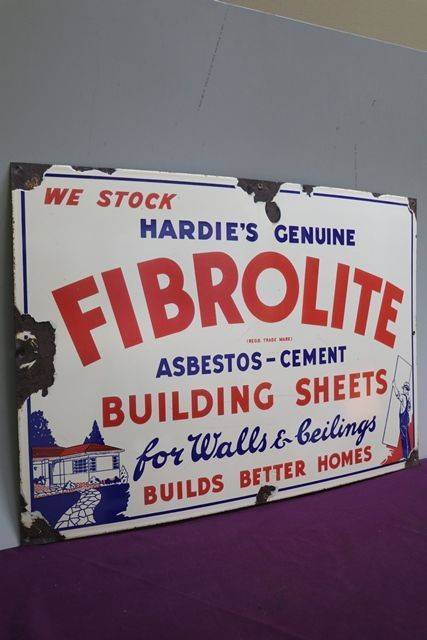 WE STOCK
HARDIE'S GENUINE
FIBROLITE
(REGD. TRADE MARK)
ASBESTOS-CEMENT
BUILDING SHEETS
for Walls & Ceilings
BUILDS BETTER HOMES